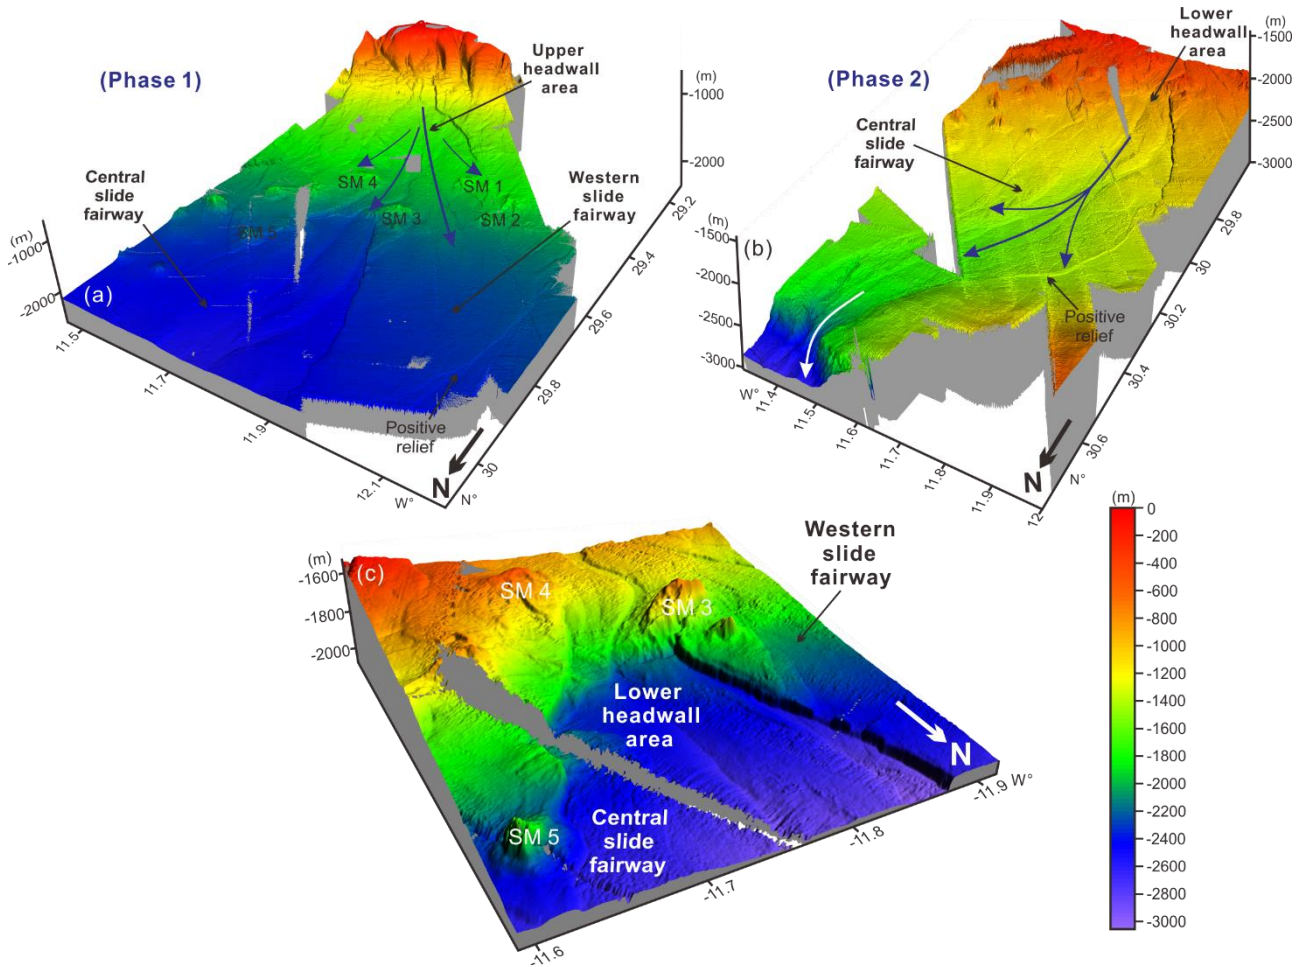 (Phase 1)
Upper
headwall
area
(m)
-1000
-2000
Central
slide
fairway
Western
slide
fairway
SM 4
SM 1
SM 3
SM 2
SM 5
(m)
-1000
-2000
(a)
11.5
11.7
11.9
12.1
W°
29.2
29.4
29.6
29.8
30
N°
Positive
relief
N
(Phase 2)
Lower
headwall
area
(m)
-1500
-2000
-2500
-3000
Central
slide
fairway
(m)
-1500
-2000
-2500
-3000
(b)
Positive
relief
W°
11.4
11.5
11.6
11.7
11.8
11.9
12
29.8
30
30.2
30.4
30.6
N°
N
(m)
-1600
-1800
-2000
(c)
SM 4
SM 3
Western
slide
fairway
Lower
headwall
area
SM 5
Central
slide
fairway
N
-11.6
-11.7
-11.8
-11.9
W°
(m)
0
-200
-400
-600
-800
-1000
-1200
-1400
-1600
-1800
-2000
-2200
-2400
-2600
-2800
-3000